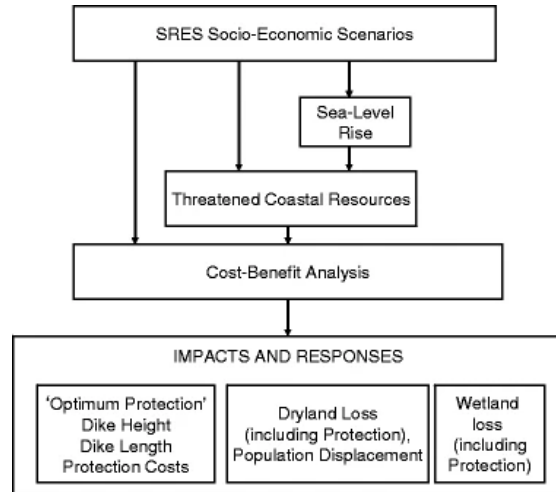 SRES Socio-Economic Scenarios
Sea-Level
Rise
Threatened Coastal Resources
Cost-Benefit Analysis
IMPACTS AND RESPONSES
'Optimum Protection'
Dike Height
Dike Length
Protection Costs
Dryland Loss
(including Protection),
Population Displacement
Wetland
loss
(including
Protection)